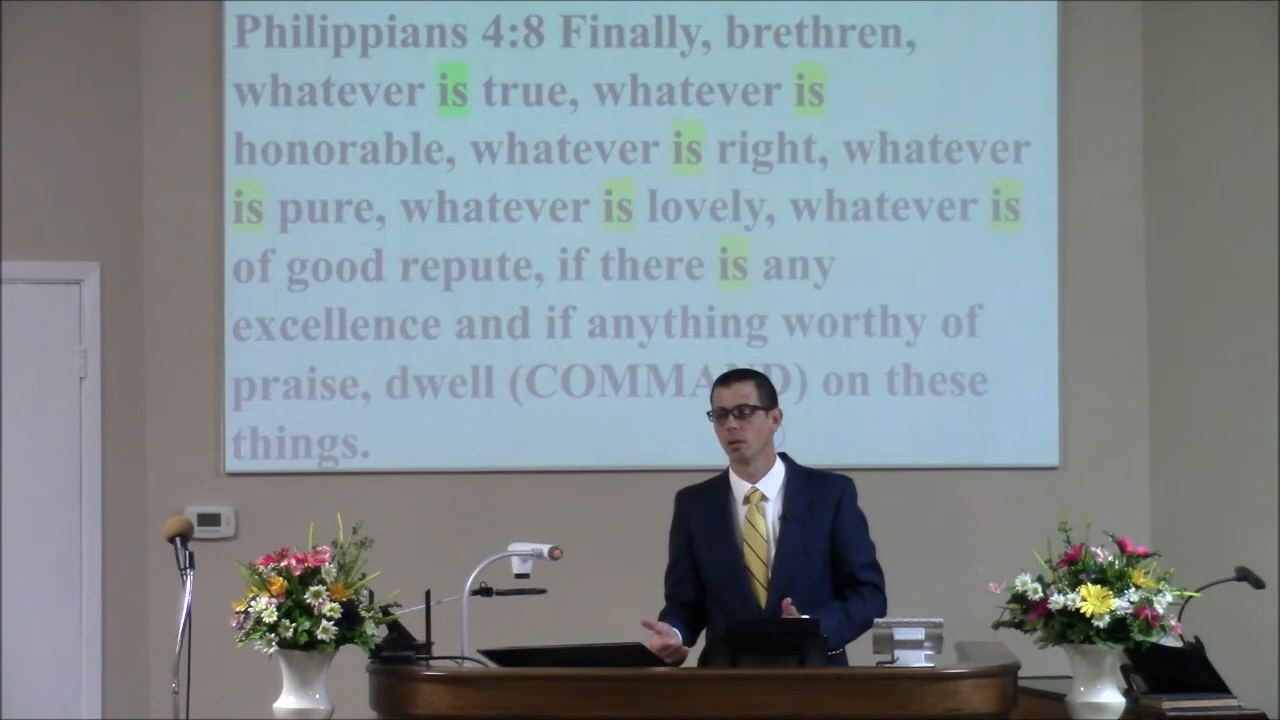 Philippians 4:8 Finally, brethren,
whatever is true, whatever is
honorable, whatever is right, whatever
is pure, whatever is lovely, whatever is
of good repute, if there is any
excellence and if anything worthy of
praise, dwell (COMMAND) on these
things.